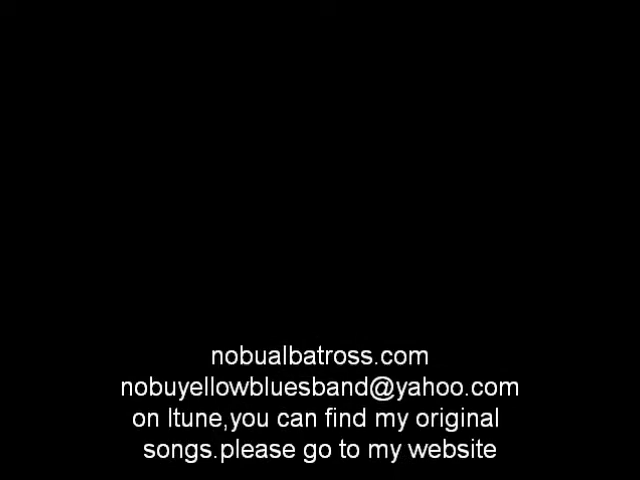 nobualbatross.com
nobuyellowbluesband@yahoo.com
on Itune,you can find my original
songs.please go to my website